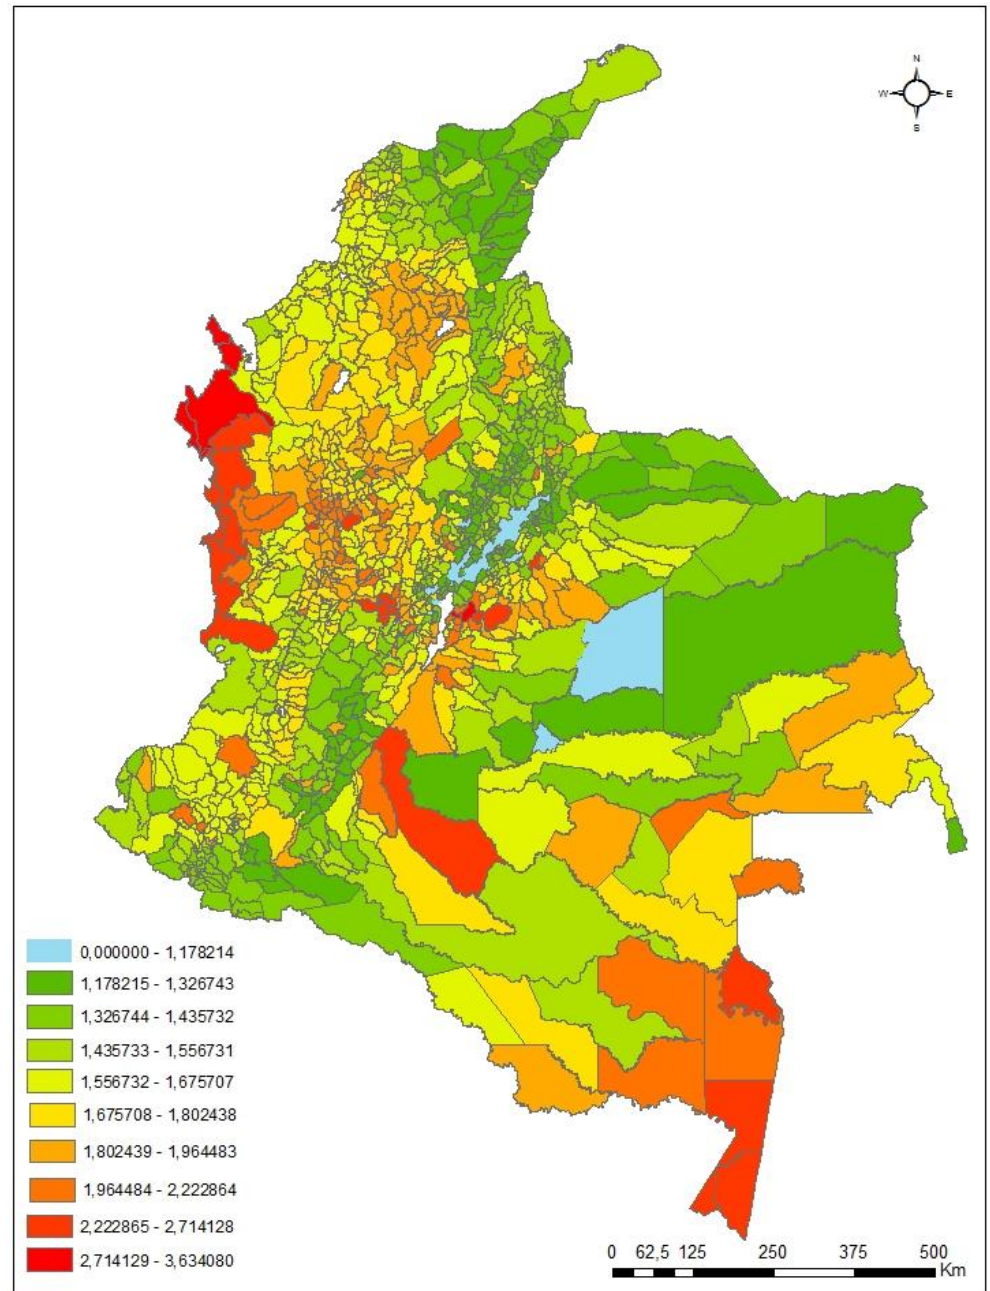 N
W E
S
0,000000 - 1,178214
1,178215 - 1,326743
1,326744 - 1,435732
1,435733 - 1,556731
1,556732 - 1,675707
1,675708 - 1,802438
1,802439 - 1,964483
1,964484 - 2,222864
2,222865 - 2,714128
2,714129 - 3,634080
0 62,5 125 250 375 500
Km